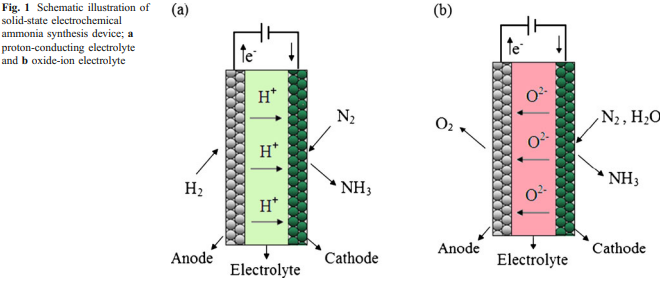 Fig. 1 Schematic illustration of
solid-state electrochemical
ammonia synthesis device; a
proton-conducting electrolyte
and b oxide-ion electrolyte
(a)
e-
H+
N2
H+
H2
NH3
H+
Anode
Cathode
Electrolyte
(b)
e-
O2-
O2
N2, H2O
O2-
NH3
O2-
Anode
Cathode
Electrolyte